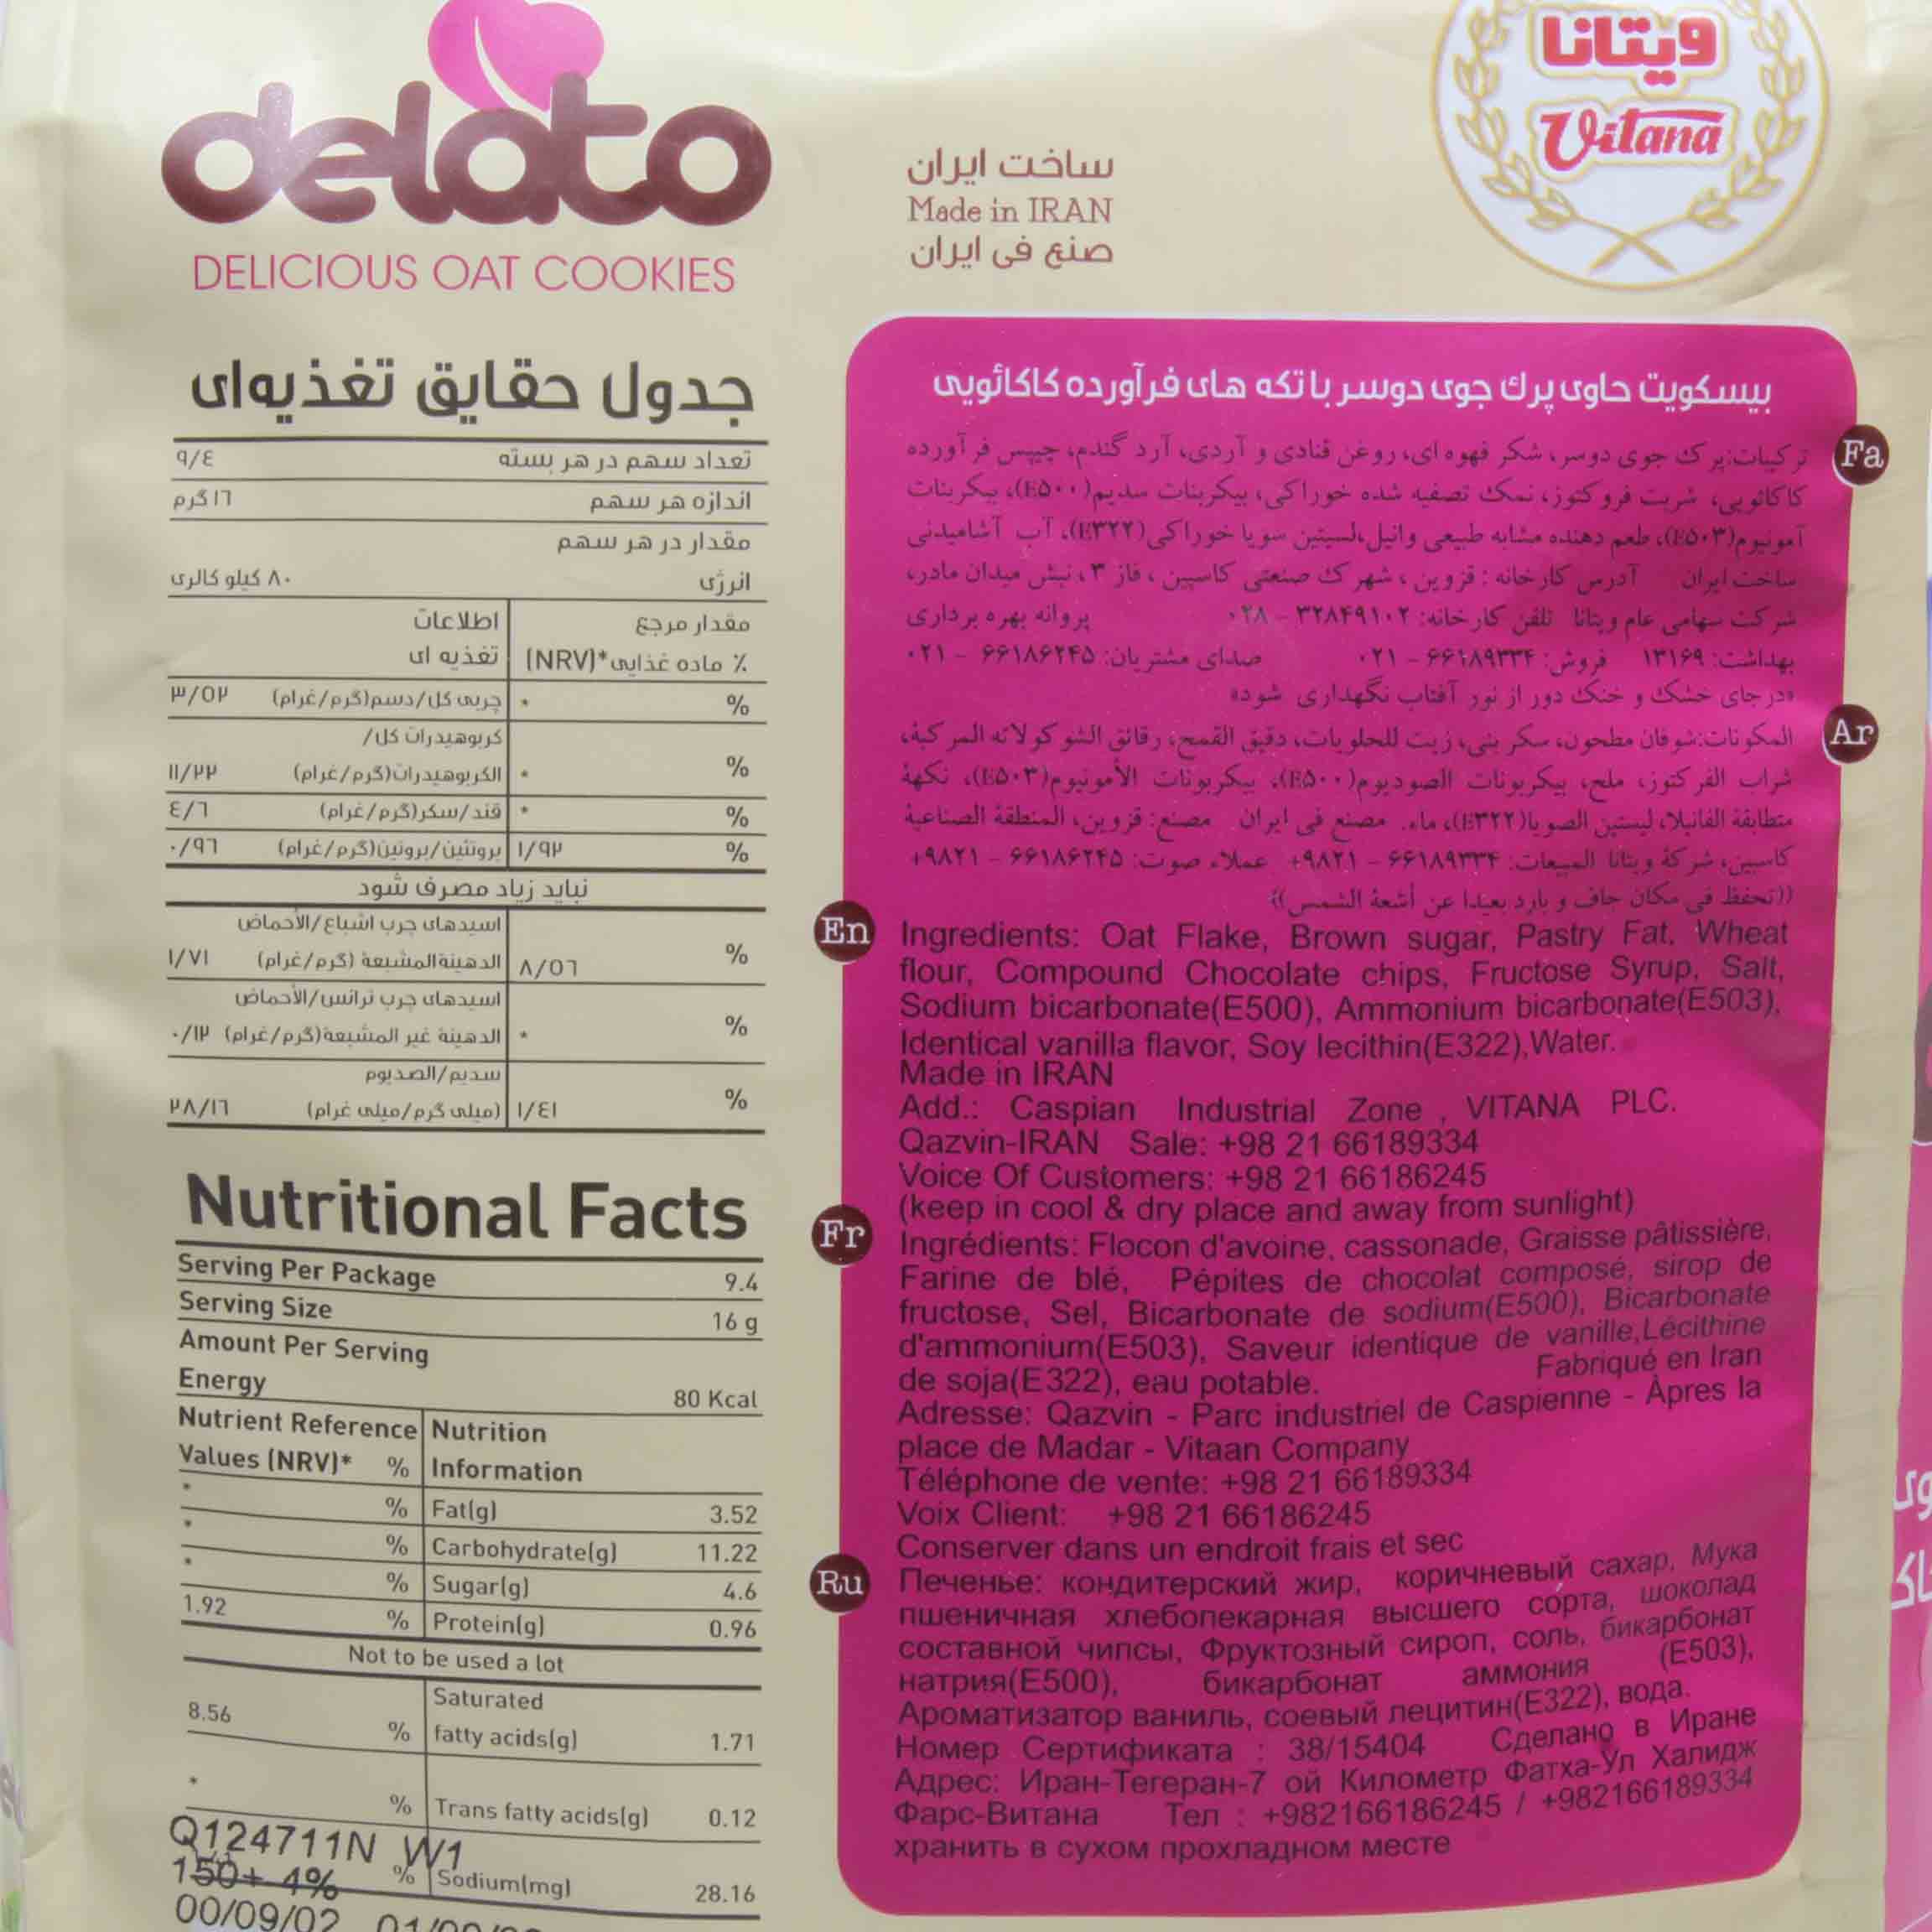 delato
DELICIOUS OAT COOKIES
ساخت ایران
Made in IRAN
صنع فی ایران
ویتانا
Vitana
جدول حقایق تغذیه‌ای
تعداد سهم در هر بسته ۹/٤
اندازه هر سهم ۱٦ گرم
مقدار در هر سهم
انرژی ۸۰ کیلو کالری
مقدار مرجع اطلاعات
٪ ماده غذایی*(NRV) تغذیه ای
% * چربی کل/دسم(گرم/غرام) ۳/۵۲
کربوهیدرات کل/
% * الکربوهیدرات(گرم/غرام) ۱۱/۲۲
% * قند/سکر(گرم/غرام) ٤/٦
% ۱/۹۲ پروتئین/بروتین(گرم/غرام) ۰/۹٦
نباید زیاد مصرف شود
اسیدهای چرب اشباع/الأحماض
% ۸/۵٦ الدهنیةالمشبعة (گرم/غرام) ۱/۷۱
اسیدهای چرب ترانس/الأحماض
% * الدهنیة غیر المشبعة(گرم/غرام) ۰/۱۲
سدیم/الصدیوم
% ۱/٤۱ (میلی گرم/میلی غرام) ۲۸/۱٦
Nutritional Facts
Serving Per Package 9.4
Serving Size 16 g
Amount Per Serving
Energy 80 Kcal
Nutrient Reference Nutrition
Values (NRV)* % Information
* % Fat(g) 3.52
* % Carbohydrate(g) 11.22
* % Sugar(g) 4.6
1.92 % Protein(g) 0.96
Not to be used a lot
Saturated
8.56 % fatty acids(g) 1.71
* % Trans fatty acids(g) 0.12
% Sodium(mg) 28.16
Q124711N W1
150+ 4%
00/09/02
بیسکویت حاوی پرك جوی دوسر با تکه های فرآورده کاکائویی
Fa
ترکیبات:پرک جوی دوسر، شکر قهوه ای، روغن قنادی و آردی، آرد گندم، چیپس فرآورده
کاکائویی، شربت فروکتوز، نمک تصفیه شده خوراکی، بیکربنات سدیم(E۵۰۰)، بیکربنات
آمونیوم(E۵۰۳)، طعم دهنده مشابه طبیعی وانیل، لسیتین سویا خوراکی(E۳۲۲)، آب آشامیدنی
ساخت ایران آدرس کارخانه : قزوین ، شهرک صنعتی کاسپین ، فاز ۳ ، نبش میدان مادر،
شرکت سهامی عام ویتانا تلفن کارخانه: ۳۲۸۴۹۱۰۲ - ۰۲۸ پروانه بهره برداری
بهداشت: ۱۳۱۶۹ فروش: ۶۶۱۸۹۳۳۴ - ۰۲۱ صدای مشتریان: ۶۶۱۸۶۲۴۵ - ۰۲۱
«درجای خشک و خنک دور از نور آفتاب نگهداری شود»
Ar
المکونات:شوفان مطحون، سکر بنی، زیت للحلویات، دقیق القمح، رقائق الشوکولاته المرکبة،
شراب الفرکتوز، ملح، بیکربونات الصودیوم(E۵۰۰)، بیکربونات الأمونیوم(E۵۰۳)، نکهة
متطابقة الفانیلا، لیستین الصویا(E۳۲۲)، ماء. مصنع فی ایران مصنع: قزوین، المنطقة الصناعیة
کاسبین، شرکة ویتانا المبیعات: ۶۶۱۸۹۳۳۴ - ۹۸۲۱+ عملاء صوت: ۶۶۱۸۶۲۴۵ - ۹۸۲۱+
((تحفظ فی مکان جاف و بارد بعیدا عن أشعة الشمس))
En
Ingredients: Oat Flake, Brown sugar, Pastry Fat, Wheat
flour, Compound Chocolate chips, Fructose Syrup, Salt,
Sodium bicarbonate(E500), Ammonium bicarbonate(E503),
Identical vanilla flavor, Soy lecithin(E322),Water.
Made in IRAN
Add.: Caspian Industrial Zone , VITANA PLC.
Qazvin-IRAN Sale: +98 21 66189334
Voice Of Customers: +98 21 66186245
(keep in cool & dry place and away from sunlight)
Fr
Ingrédients: Flocon d'avoine, cassonade, Graisse pâtissière,
Farine de blé, Pépites de chocolat composé, sirop de
fructose, Sel, Bicarbonate de sodium(E500), Bicarbonate
d'ammonium(E503), Saveur identique de vanille,Lécithine
de soja(E322), eau potable. Fabriqué en Iran
Adresse: Qazvin - Parc industriel de Caspienne - Àpres la
place de Madar - Vitaan Company
Téléphone de vente: +98 21 66189334
Voix Client: +98 21 66186245
Conserver dans un endroit frais et sec
Ru
Печенье: кондитерский жир, коричневый сахар, Мука
пшеничная хлебопекарная высшего сорта, шоколад
составной чипсы, Фруктозный сироп, соль, бикарбонат
натрия(Е500), бикарбонат аммония (Е503),
Ароматизатор ваниль, соевый лецитин(Е322), вода.
Номер Сертификата : 38/15404 Сделано в Иране
Адрес: Иран-Тегеран-7 ой Километр Фатха-Ул Халидж
Фарс-Витана Тел : +982166186245 / +982166189334
хранить в сухом прохладном месте